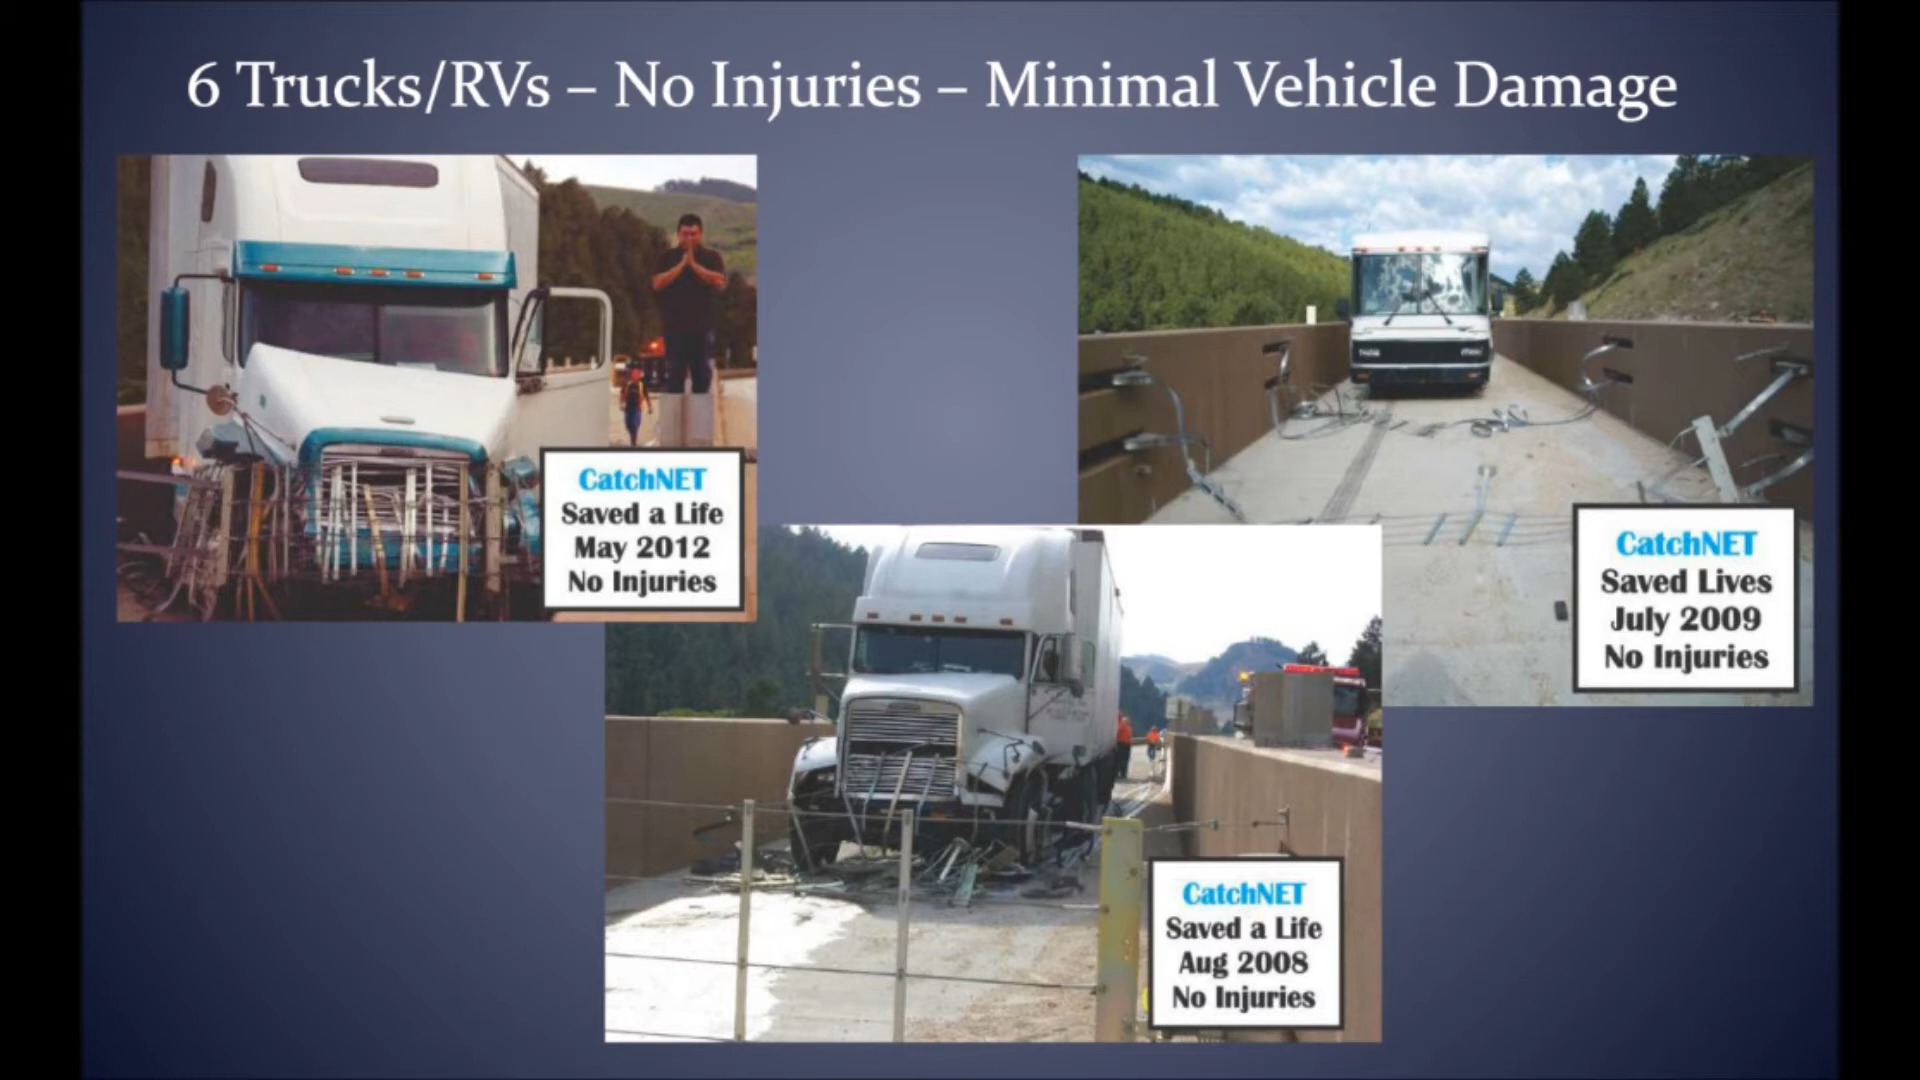 6 Trucks/RVs – No Injuries – Minimal Vehicle Damage
CatchNET
Saved a Life
May 2012
No Injuries
CatchNET
Saved Lives
July 2009
No Injuries
CatchNET
Saved a Life
Aug 2008
No Injuries